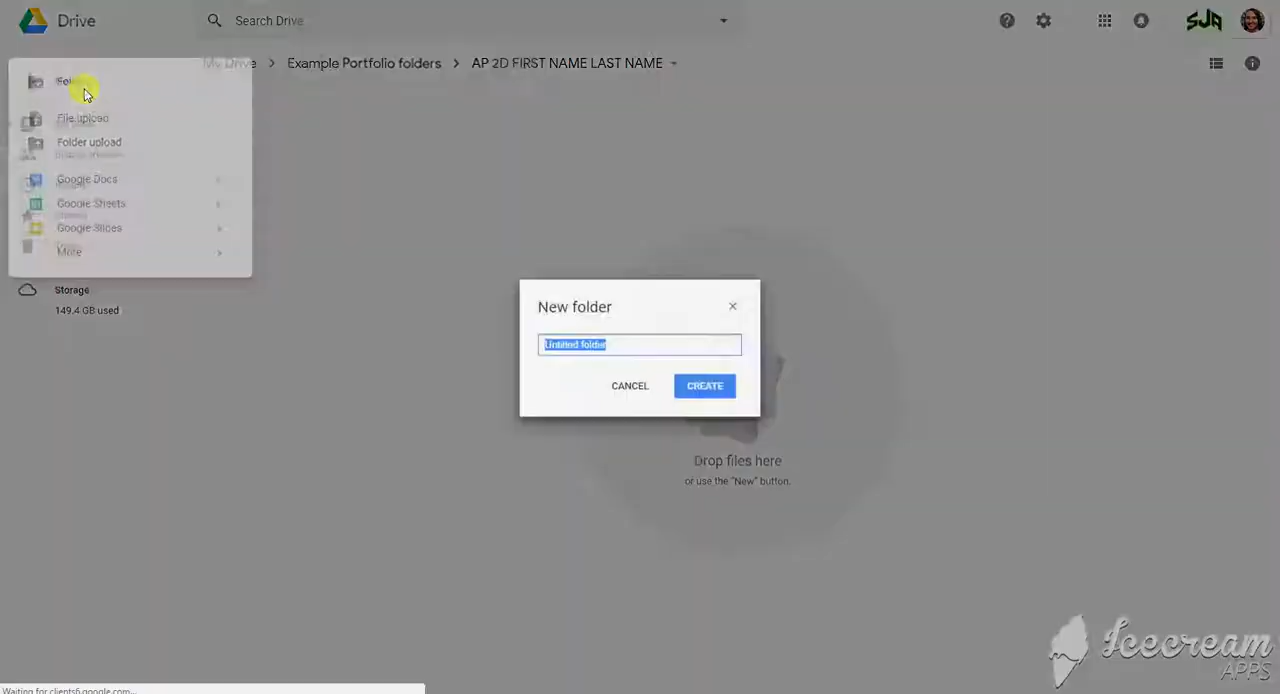 Drive
Search Drive
SJA
My Drive > Example Portfolio folders > AP 2D FIRST NAME LAST NAME
File upload
Folder upload
Google Docs
Google Sheets
Google Slides
More
Storage
149.4 GB used
New folder
Untitled folder
CANCEL
CREATE
Drop files here
or use the "New" button.
Icecream
APPS
Waiting for clients6.google.com...